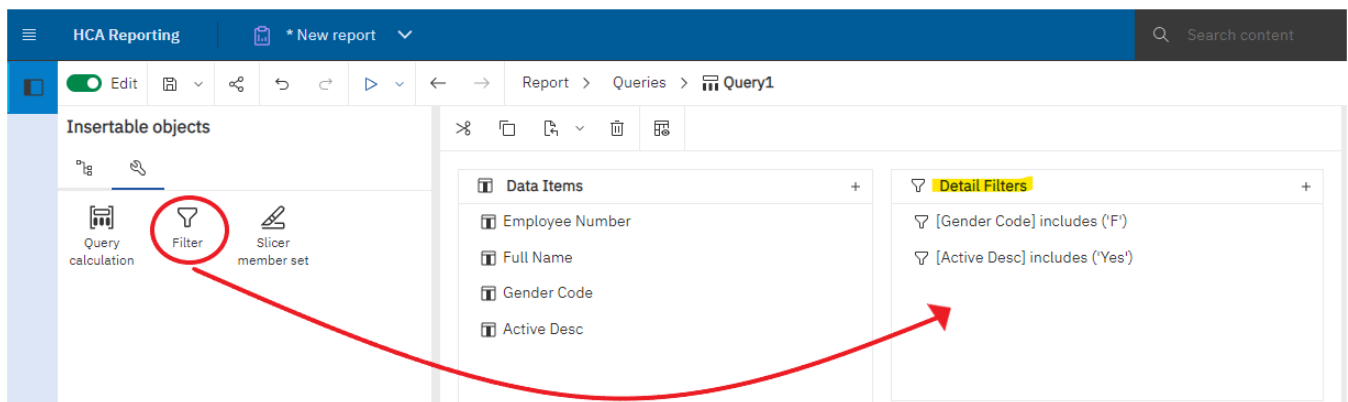 HCA Reporting
* New report
Search content
Edit
Report > Queries > Query1
Insertable objects
Query calculation
Filter
Slicer member set
Data Items
+
Employee Number
Full Name
Gender Code
Active Desc
Detail Filters
+
[Gender Code] includes ('F')
[Active Desc] includes ('Yes')